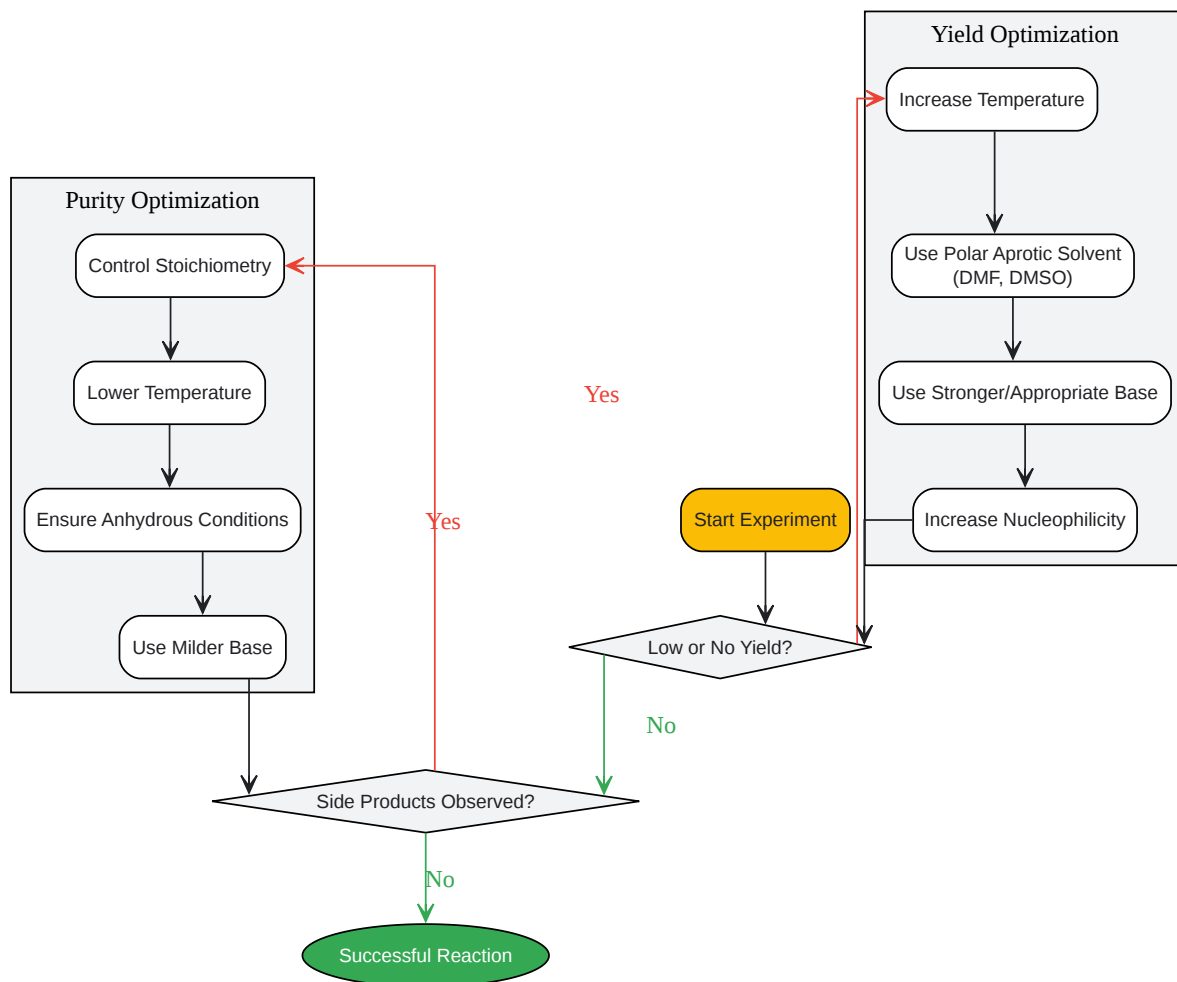 Yield Optimization
Increase Temperature
Use Polar Aprotic Solvent
(DMF, DMSO)
Use Stronger/Appropriate Base
Increase Nucleophilicity
Purity Optimization
Control Stoichiometry
Lower Temperature
Ensure Anhydrous Conditions
Use Milder Base
Yes
Yes
Start Experiment
Low or No Yield?
No
Side Products Observed?
No
Successful Reaction